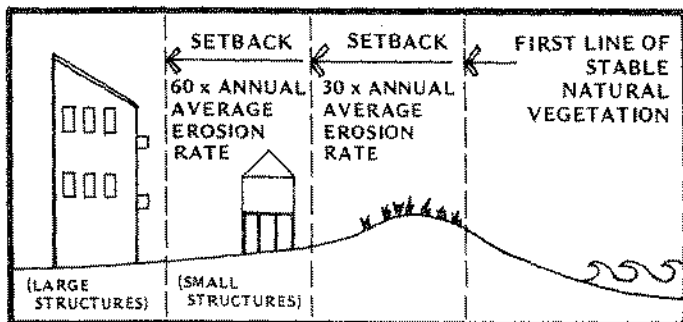 SETBACK
60 x ANNUAL
AVERAGE
EROSION
RATE
SETBACK
30 x ANNUAL
AVERAGE
EROSION
RATE
FIRST LINE OF
STABLE
NATURAL
VEGETATION
(LARGE
STRUCTURES)
(SMALL
STRUCTURES)